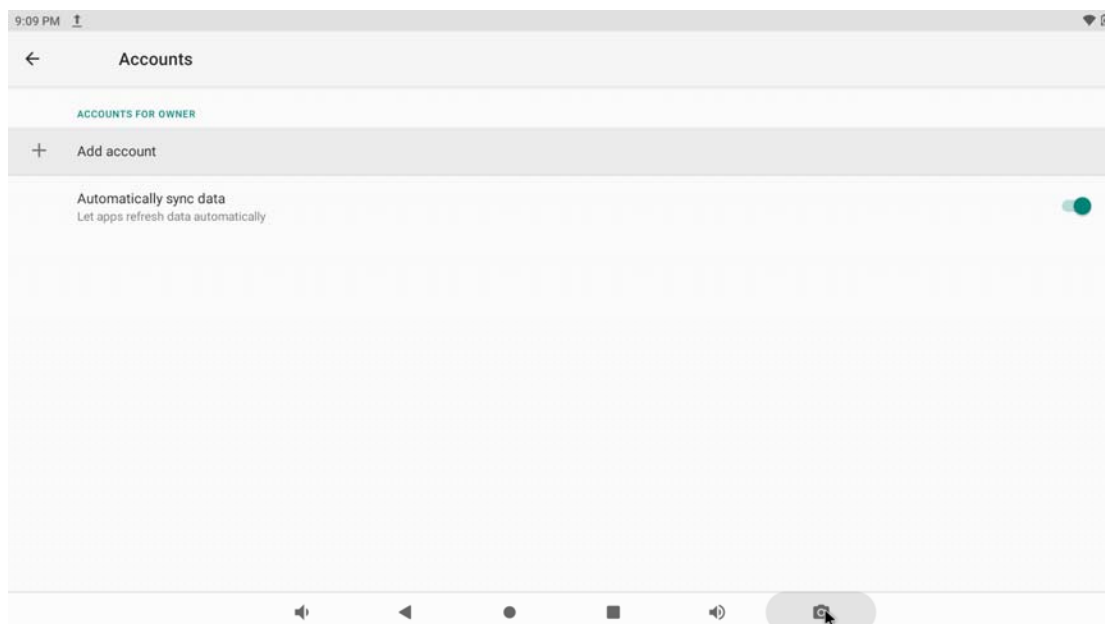 9:09 PM
Accounts
ACCOUNTS FOR OWNER
Add account
Automatically sync data
Let apps refresh data automatically